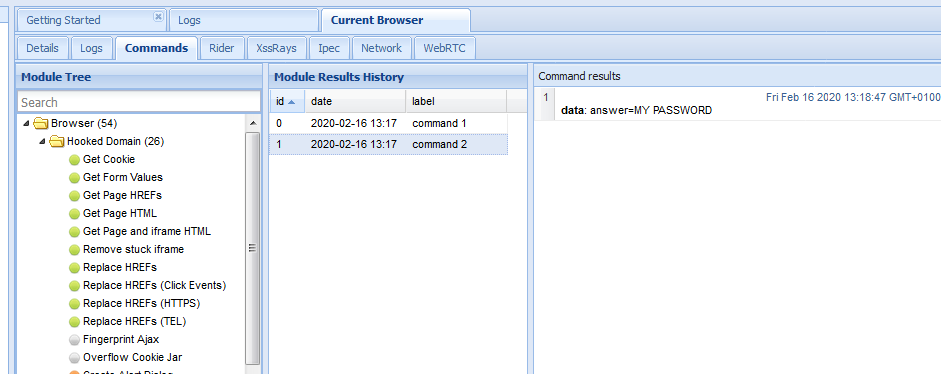 Getting Started Logs Current Browser
Details Logs Commands Rider XssRays Ipec Network WebRTC
Module Tree
Search
Browser (54)
Hooked Domain (26)
Get Cookie
Get Form Values
Get Page HREFs
Get Page HTML
Get Page and iframe HTML
Remove stuck iframe
Replace HREFs
Replace HREFs (Click Events)
Replace HREFs (HTTPS)
Replace HREFs (TEL)
Fingerprint Ajax
Overflow Cookie Jar
Create Alert Dialog
Module Results History
id date label
0 2020-02-16 13:17 command 1
1 2020-02-16 13:17 command 2
Command results
1 Fri Feb 16 2020 13:18:47 GMT+0100
data: answer=MY PASSWORD